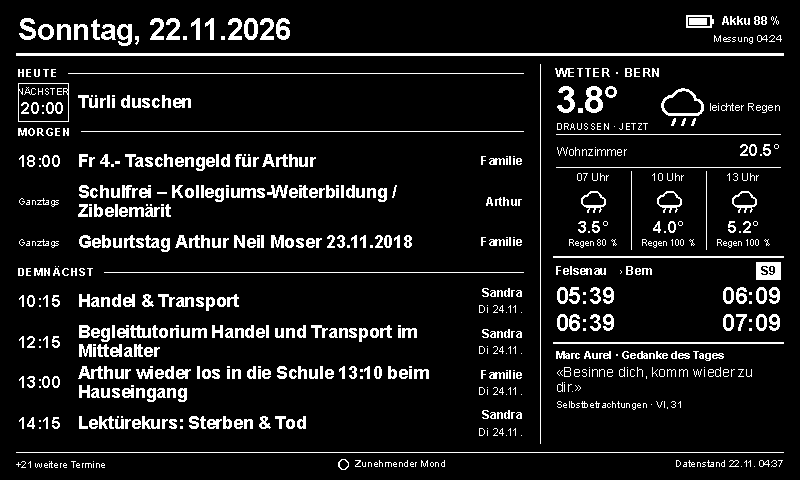 Sonntag, 22.11.2026
Akku 88 %
Messung 04:24
HEUTE
NÄCHSTER
20:00
Türli duschen
MORGEN
18:00
Fr 4.- Taschengeld für Arthur
Familie
Ganztags
Schulfrei – Kollegiums-Weiterbildung /
Zibelemärit
Arthur
Ganztags
Geburtstag Arthur Neil Moser 23.11.2018
Familie
DEMNÄCHST
10:15
Handel & Transport
Sandra
Di 24.11.
12:15
Begleittutorium Handel und Transport im
Mittelalter
Sandra
Di 24.11.
13:00
Arthur wieder los in die Schule 13:10 beim
Hauseingang
Familie
Di 24.11.
14:15
Lektürekurs: Sterben & Tod
Sandra
Di 24.11.
WETTER · BERN
3.8°
leichter Regen
DRAUSSEN · JETZT
Wohnzimmer
20.5°
07 Uhr
10 Uhr
13 Uhr
3.5°
4.0°
5.2°
Regen 80 %
Regen 100 %
Regen 100 %
Felsenau → Bern
S9
05:39
06:09
06:39
07:09
Marc Aurel · Gedanke des Tages
«Besinne dich, komm wieder zu
dir.»
Selbstbetrachtungen · VI, 31
+21 weitere Termine
Zunehmender Mond
Datenstand 22.11. 04:37